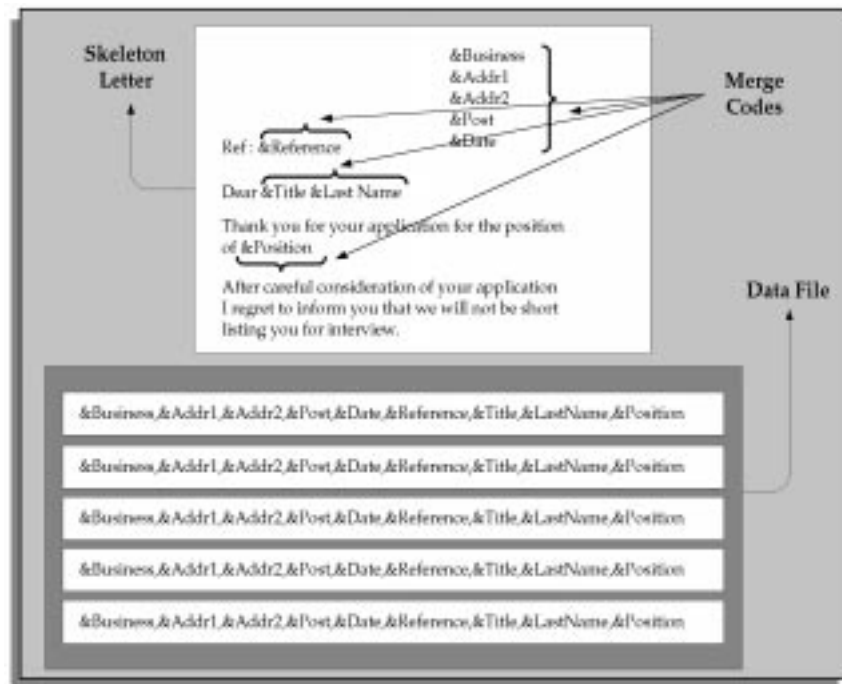 Skeleton
Letter
&Business
&Addr1
&Addr2
&Post
&Date
Merge
Codes
Ref : &Reference
Dear &Title &Last Name
Thank you for your application for the position
of &Position
After careful consideration of your application
I regret to inform you that we will not be short
listing you for interview.
Data File
&Business,&Addr1,&Addr2,&Post,&Date,&Reference,&Title,&LastName,&Position
&Business,&Addr1,&Addr2,&Post,&Date,&Reference,&Title,&LastName,&Position
&Business,&Addr1,&Addr2,&Post,&Date,&Reference,&Title,&LastName,&Position
&Business,&Addr1,&Addr2,&Post,&Date,&Reference,&Title,&LastName,&Position
&Business,&Addr1,&Addr2,&Post,&Date,&Reference,&Title,&LastName,&Position